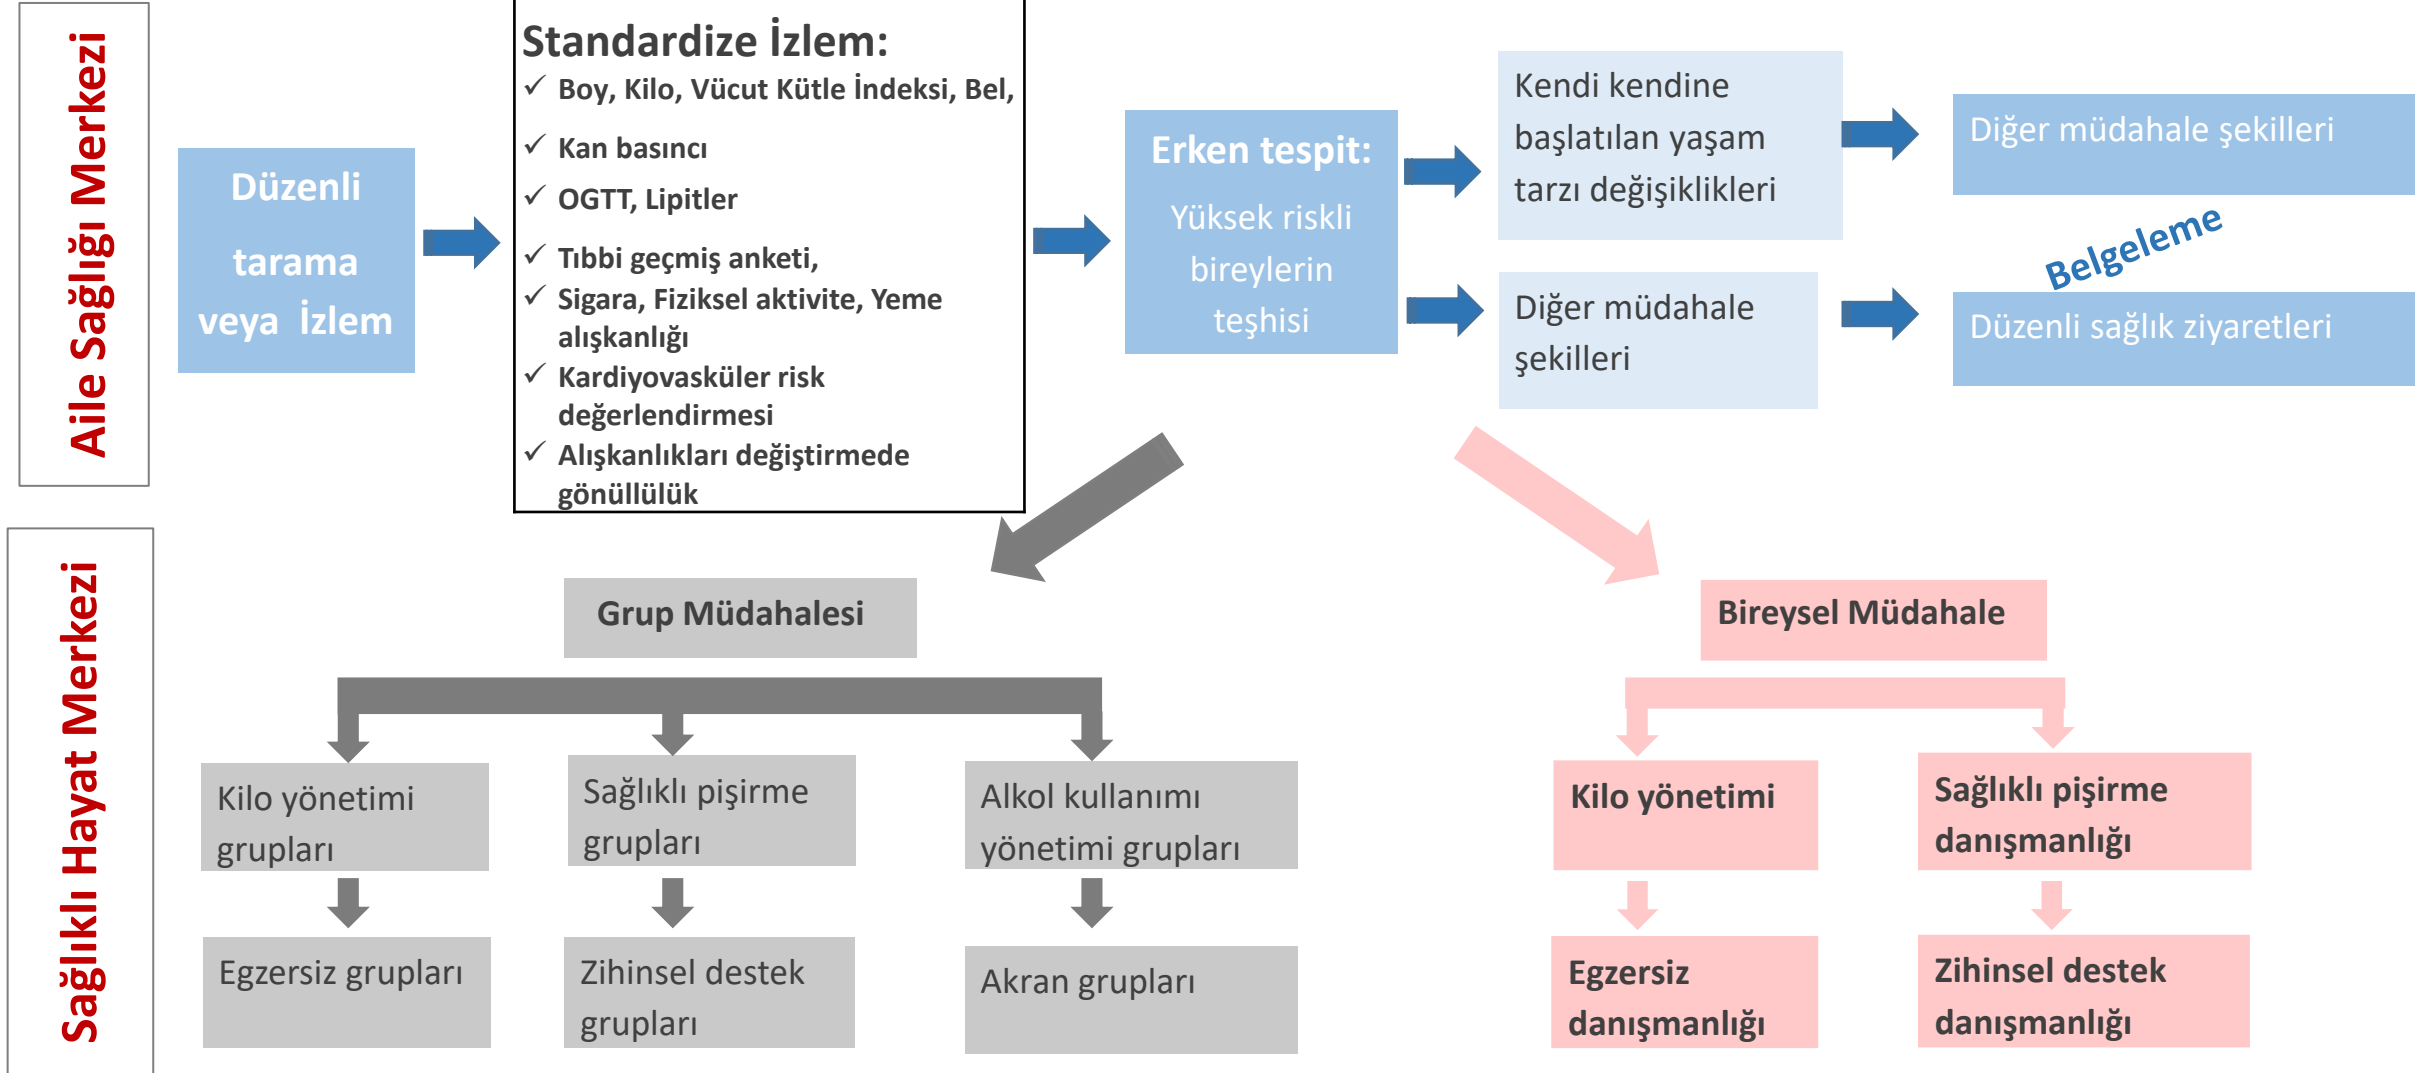 Aile Sağlığı Merkezi
Düzenli
tarama
veya İzlem
Standardize İzlem:
✓ Boy, Kilo, Vücut Kütle İndeksi, Bel,
✓ Kan basıncı
✓ OGTT, Lipitler
✓ Tıbbi geçmiş anketi,
✓ Sigara, Fiziksel aktivite, Yeme
alışkanlığı
✓ Kardiyovasküler risk
değerlendirmesi
✓ Alışkanlıkları değiştirmede
gönüllülük
Erken tespit:
Yüksek riskli
bireylerin
teşhisi
Kendi kendine
başlatılan yaşam
tarzı değişiklikleri
Diğer müdahale
şekilleri
Diğer müdahale şekilleri
Belgeleme
Düzenli sağlık ziyaretleri
Sağlıklı Hayat Merkezi
Grup Müdahalesi
Kilo yönetimi
grupları
Sağlıklı pişirme
grupları
Alkol kullanımı
yönetimi grupları
Egzersiz grupları
Zihinsel destek
grupları
Akran grupları
Bireysel Müdahale
Kilo yönetimi
Sağlıklı pişirme
danışmanlığı
Egzersiz
danışmanlığı
Zihinsel destek
danışmanlığı